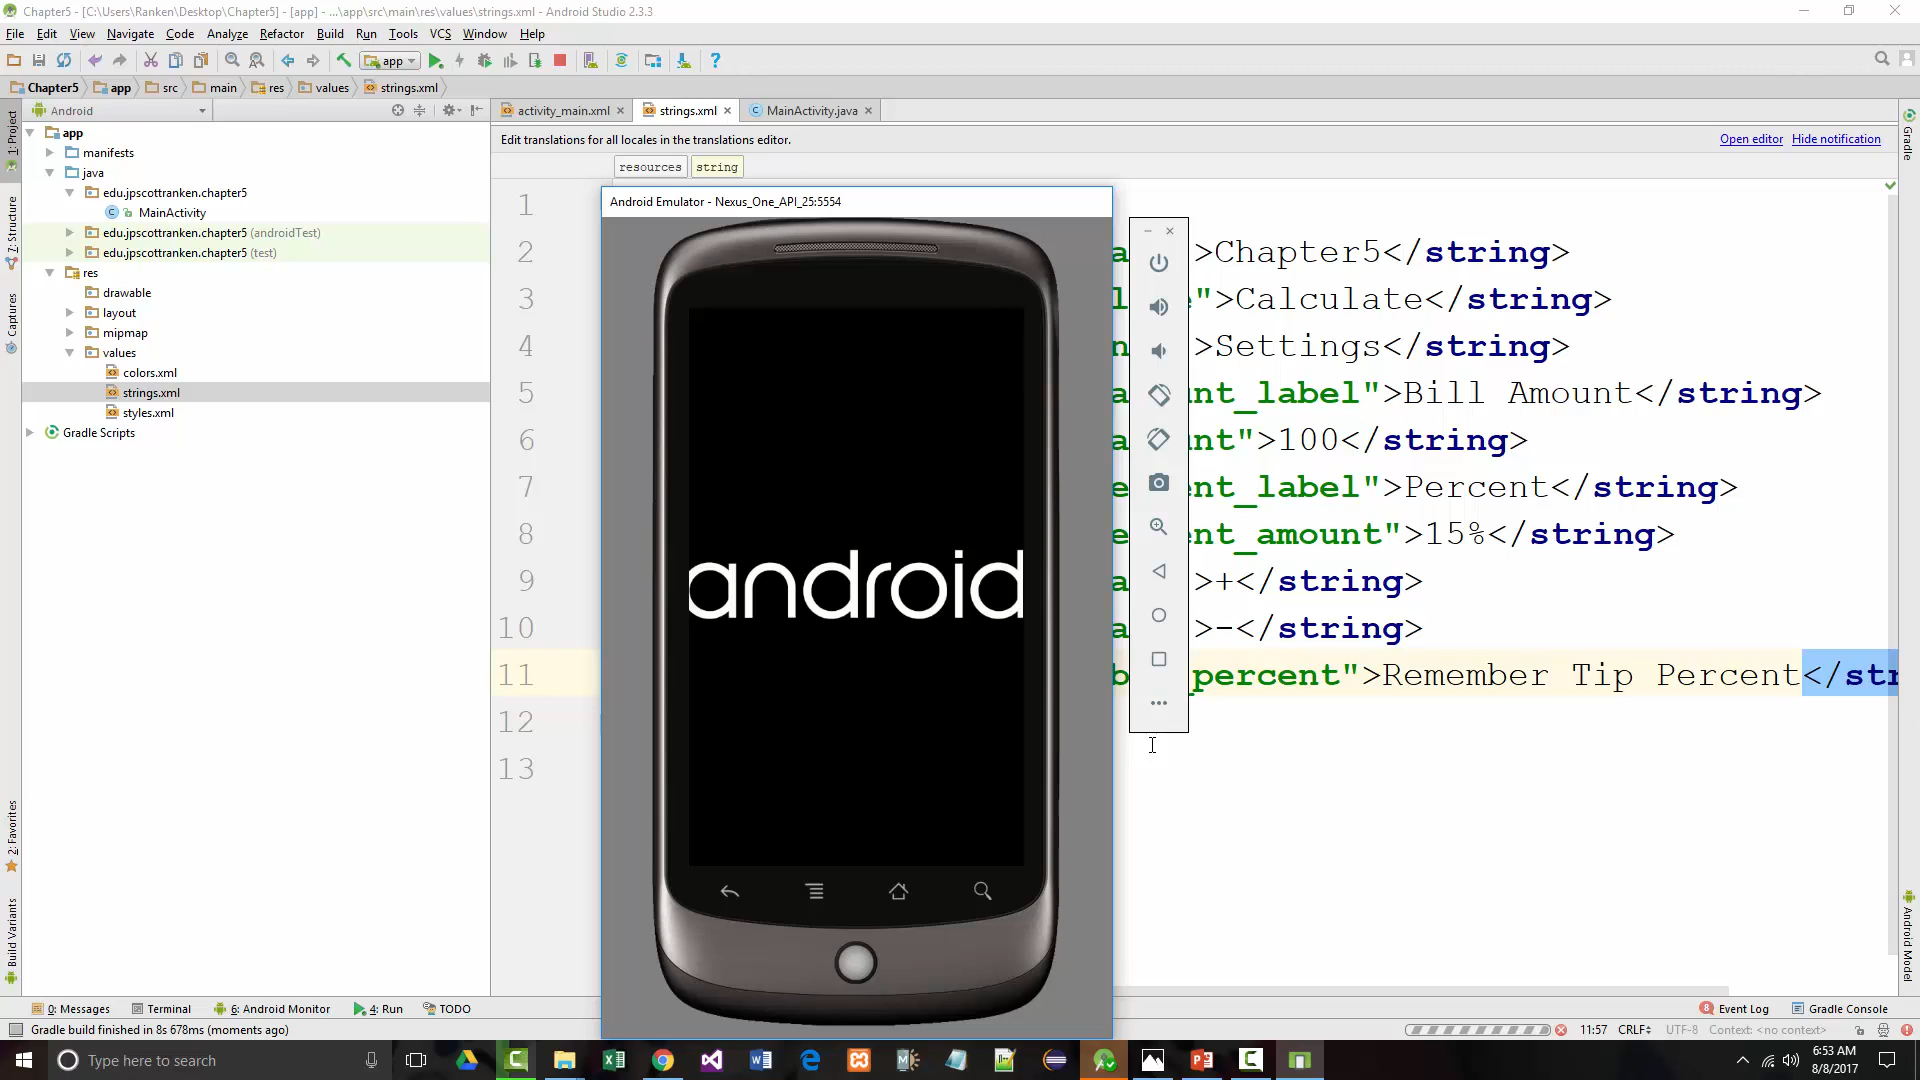 Chapter5 - [C:\Users\Ranken\Desktop\Chapter5] - [app] - ...\app\src\main\res\values\strings.xml - Android Studio 2.3.3
File Edit View Navigate Code Analyze Refactor Build Run Tools VCS Window Help
app
Chapter5 app src main res values strings.xml
Android
activity_main.xml strings.xml MainActivity.java
Edit translations for all locales in the translations editor. Open editor Hide notification
resources string
1: Project
7: Structure
Captures
2: Favorites
Build Variants
app
manifests
java
edu.jpscottranken.chapter5
MainActivity
edu.jpscottranken.chapter5 (androidTest)
edu.jpscottranken.chapter5 (test)
res
drawable
layout
mipmap
values
colors.xml
strings.xml
styles.xml
Gradle Scripts
Android Emulator - Nexus_One_API_25:5554
android
1
2 >Chapter5</string>
3 ">Calculate</string>
4 >Settings</string>
5 nt_label">Bill Amount</string>
6 nt">100</string>
7 nt_label">Percent</string>
8 nt_amount">15%</string>
9 >+</string>
10 >-</string>
11 _percent">Remember Tip Percent</str
12
13
Gradle
Android Model
0: Messages Terminal 6: Android Monitor 4: Run TODO 8 Event Log Gradle Console
Gradle build finished in 8s 678ms (moments ago) 11:57 CRLF UTF-8 Context: <no context>
Type here to search
6:53 AM
8/8/2017